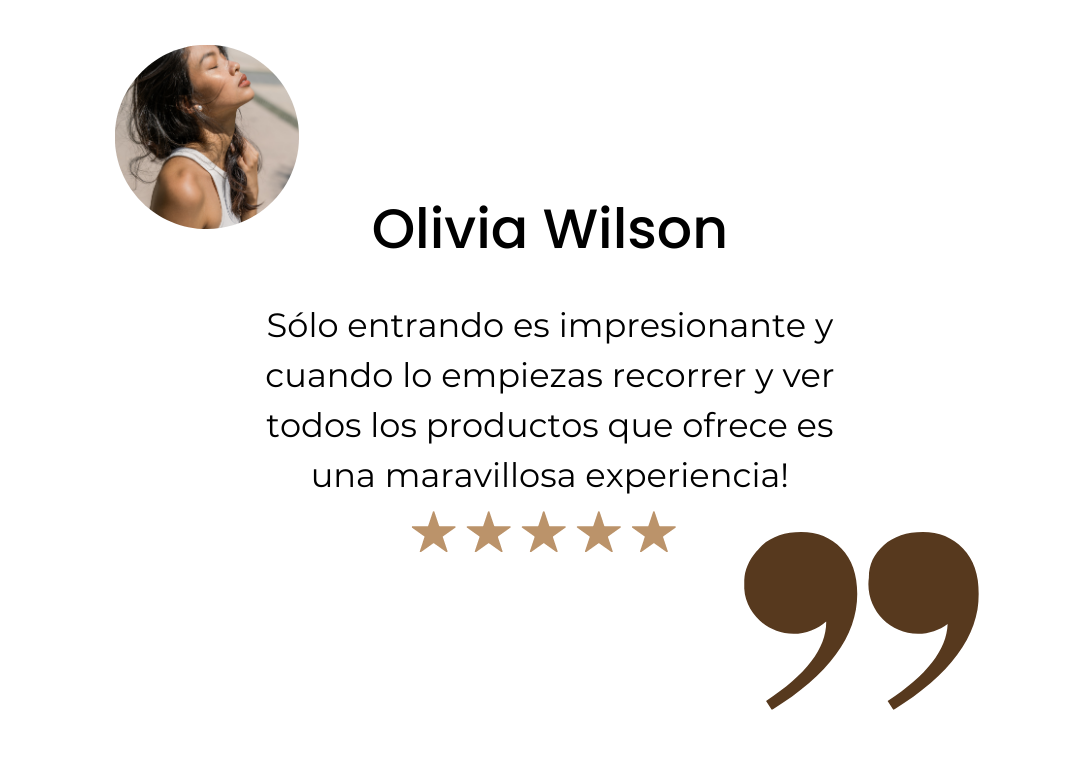 Olivia Wilson
Sólo entrando es impresionante y
cuando lo empiezas recorrer y ver
todos los productos que ofrece es
una maravillosa experiencia!
”